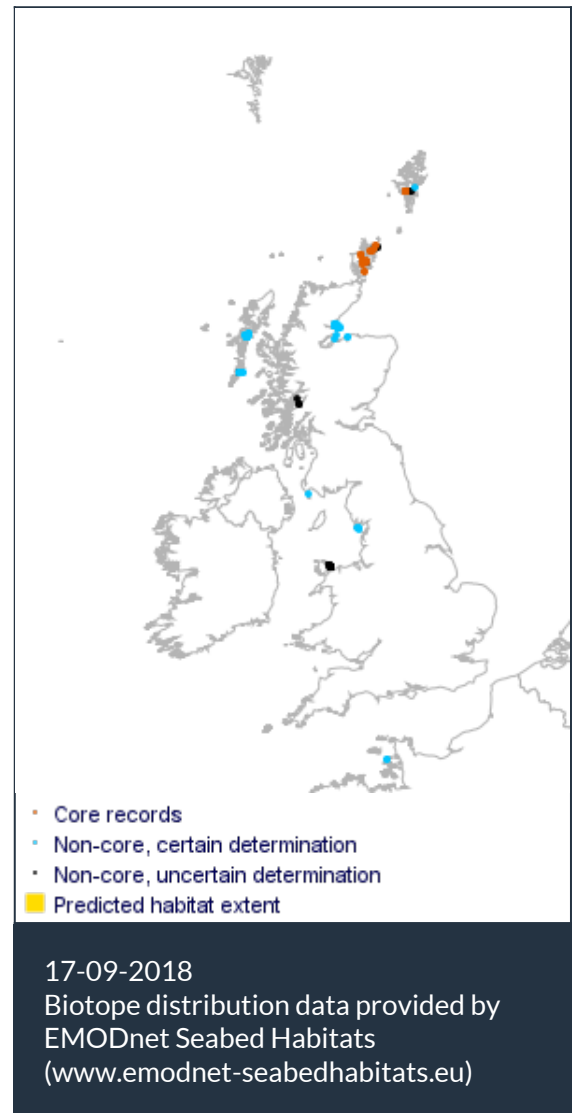 Core records
Non-core, certain determination
Non-core, uncertain determination
Predicted habitat extent
17-09-2018
Biotope distribution data provided by
EMODnet Seabed Habitats
(www.emodnet-seabedhabitats.eu)